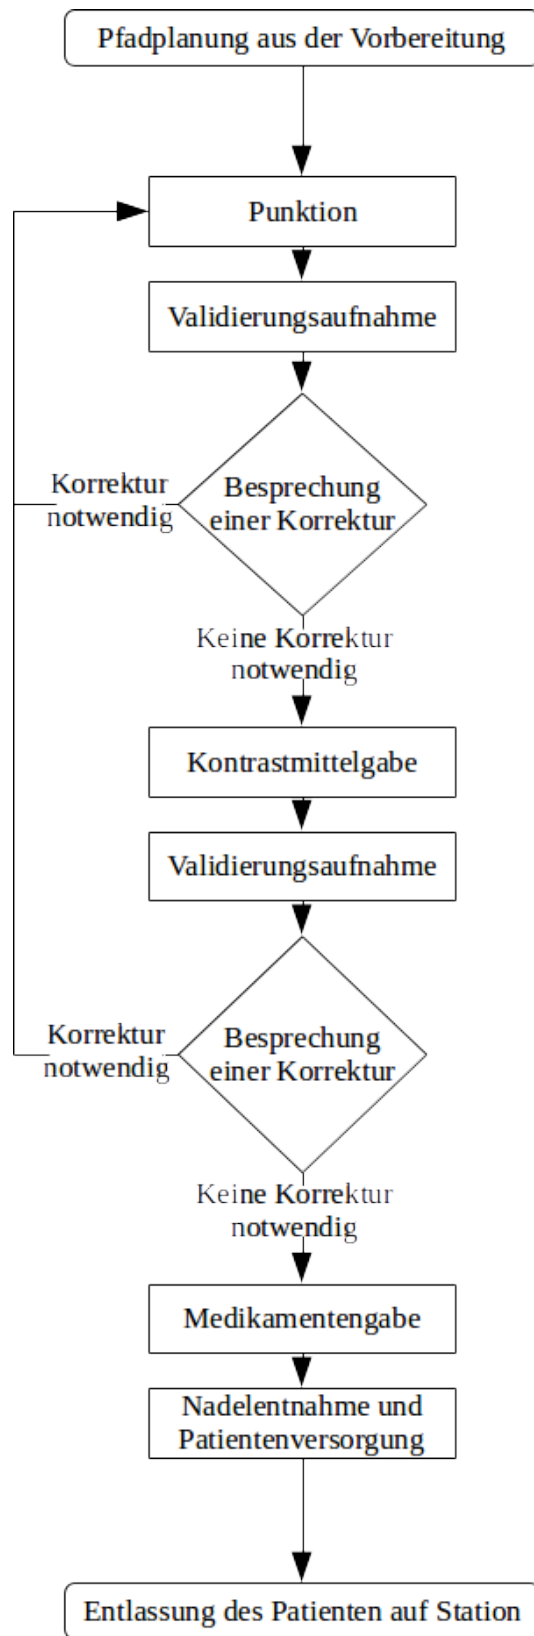 Pfadplanung aus der Vorbereitung
Punktion
Validierungsaufnahme
Besprechung
einer Korrektur
Korrektur
notwendig
Keine Korrektur
notwendig
Kontrastmittelgabe
Validierungsaufnahme
Besprechung
einer Korrektur
Korrektur
notwendig
Keine Korrektur
notwendig
Medikamentengabe
Nadelentnahme und
Patientenversorgung
Entlassung des Patienten auf Station